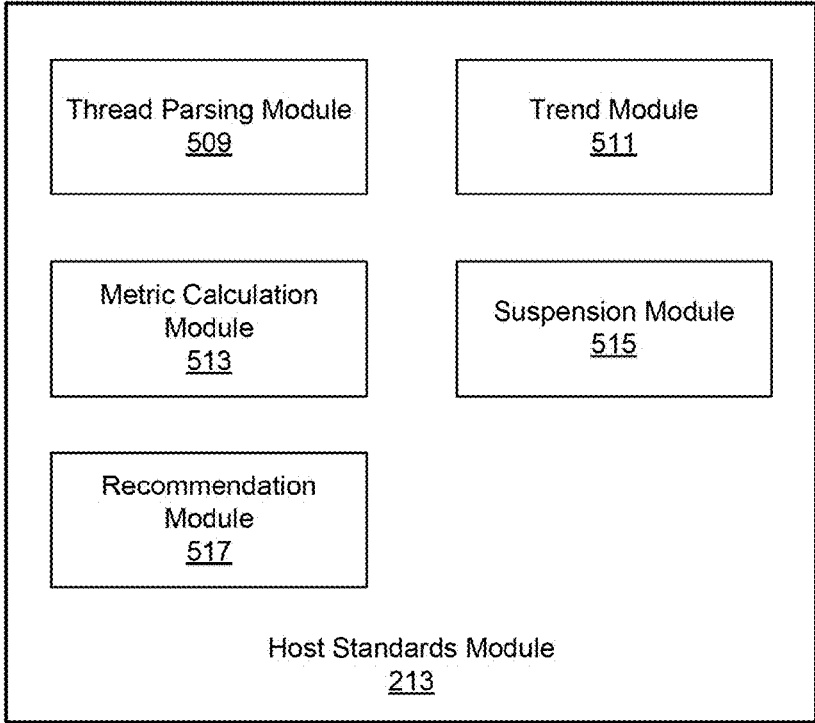 Thread Parsing Module
509
Trend Module
511
Metric Calculation
Module
513
Suspension Module
515
Recommendation
Module
517
Host Standards Module
213